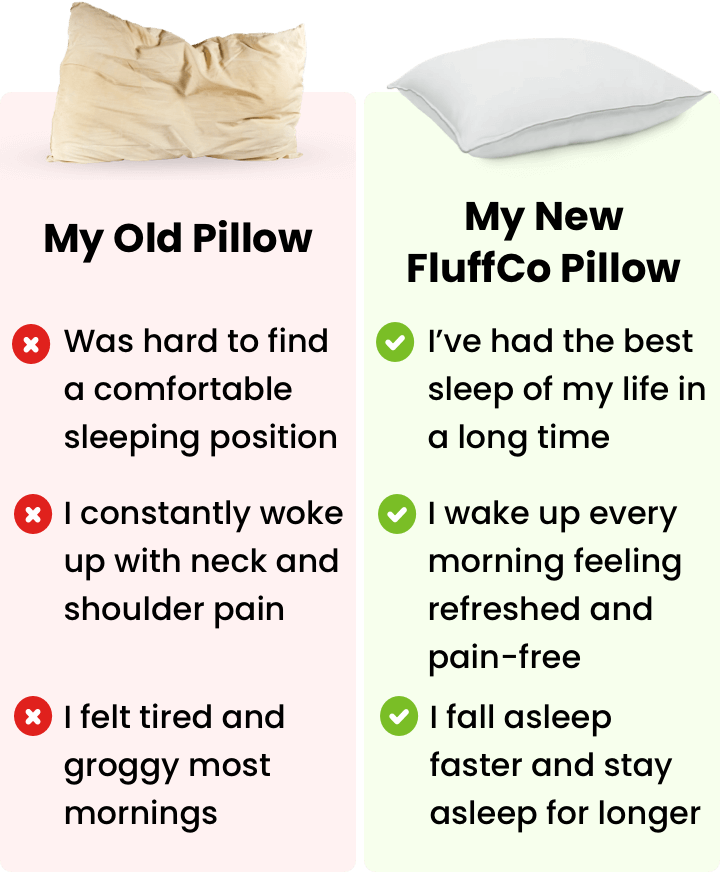 My Old Pillow
Was hard to find
a comfortable
sleeping position
I constantly woke
up with neck and
shoulder pain
I felt tired and
groggy most
mornings
My New
FluffCo Pillow
I’ve had the best
sleep of my life in
a long time
I wake up every
morning feeling
refreshed and
pain-free
I fall asleep
faster and stay
asleep for longer